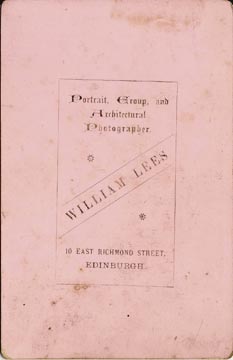 Portrait, Group, and
Architectural
Photographer.
WILLIAM LEES
10 EAST RICHMOND STREET,
EDINBURGH.